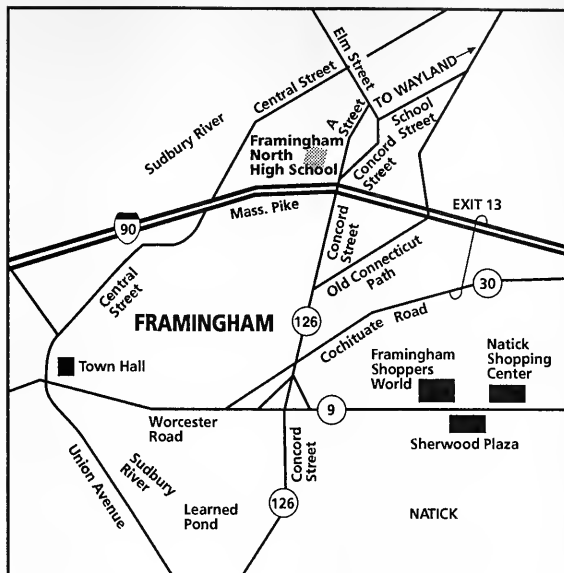 Elm Street
TO WAYLAND
Central Street
School
Street
A
Street
Sudbury River
Framingham
North
High School
Concord
Street
EXIT 13
Mass. Pike
90
Concord
Street
Old Connecticut
Path
30
Central
Street
FRAMINGHAM
126
Cochituate Road
Framingham
Shoppers
World
Natick
Shopping
Center
Town Hall
9
Worcester
Road
Sherwood Plaza
Concord
Street
Union Avenue
Sudbury
River
Learned
Pond
126
NATICK